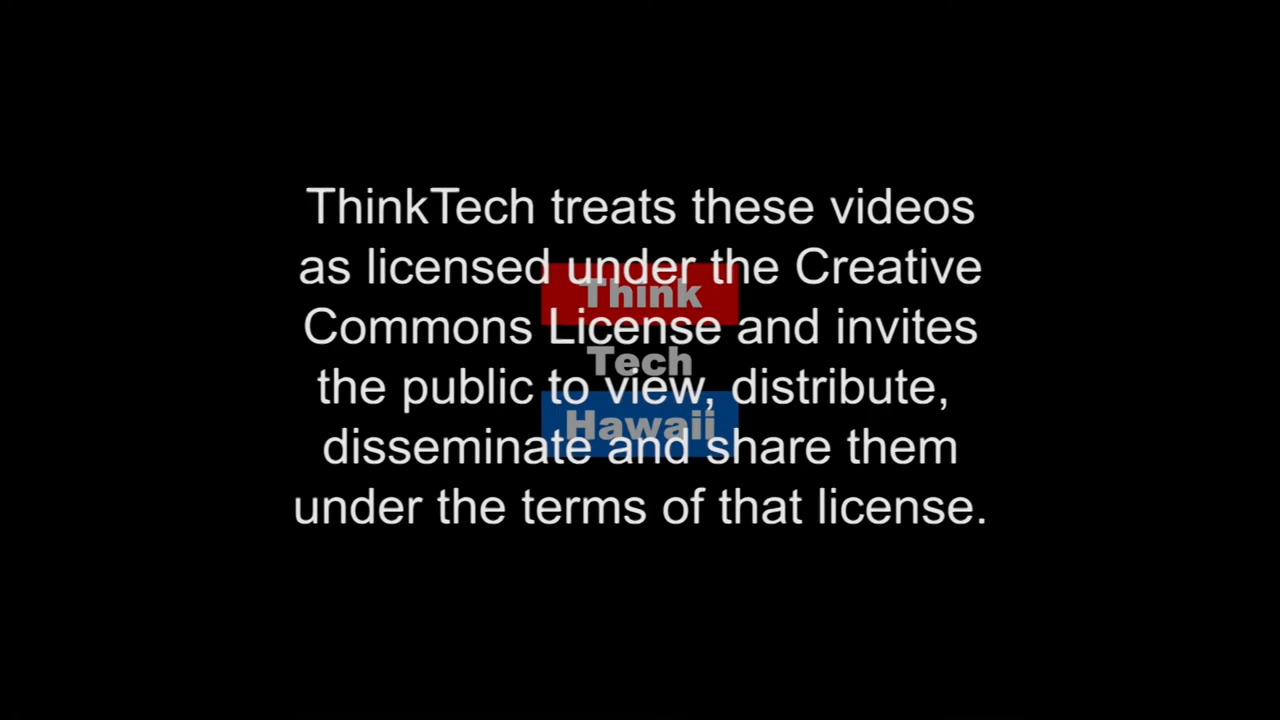 ThinkTech treats these videos
as licensed under the Creative
Commons License and invites
the public to view, distribute,
disseminate and share them
under the terms of that license.
Think
Tech
Hawaii